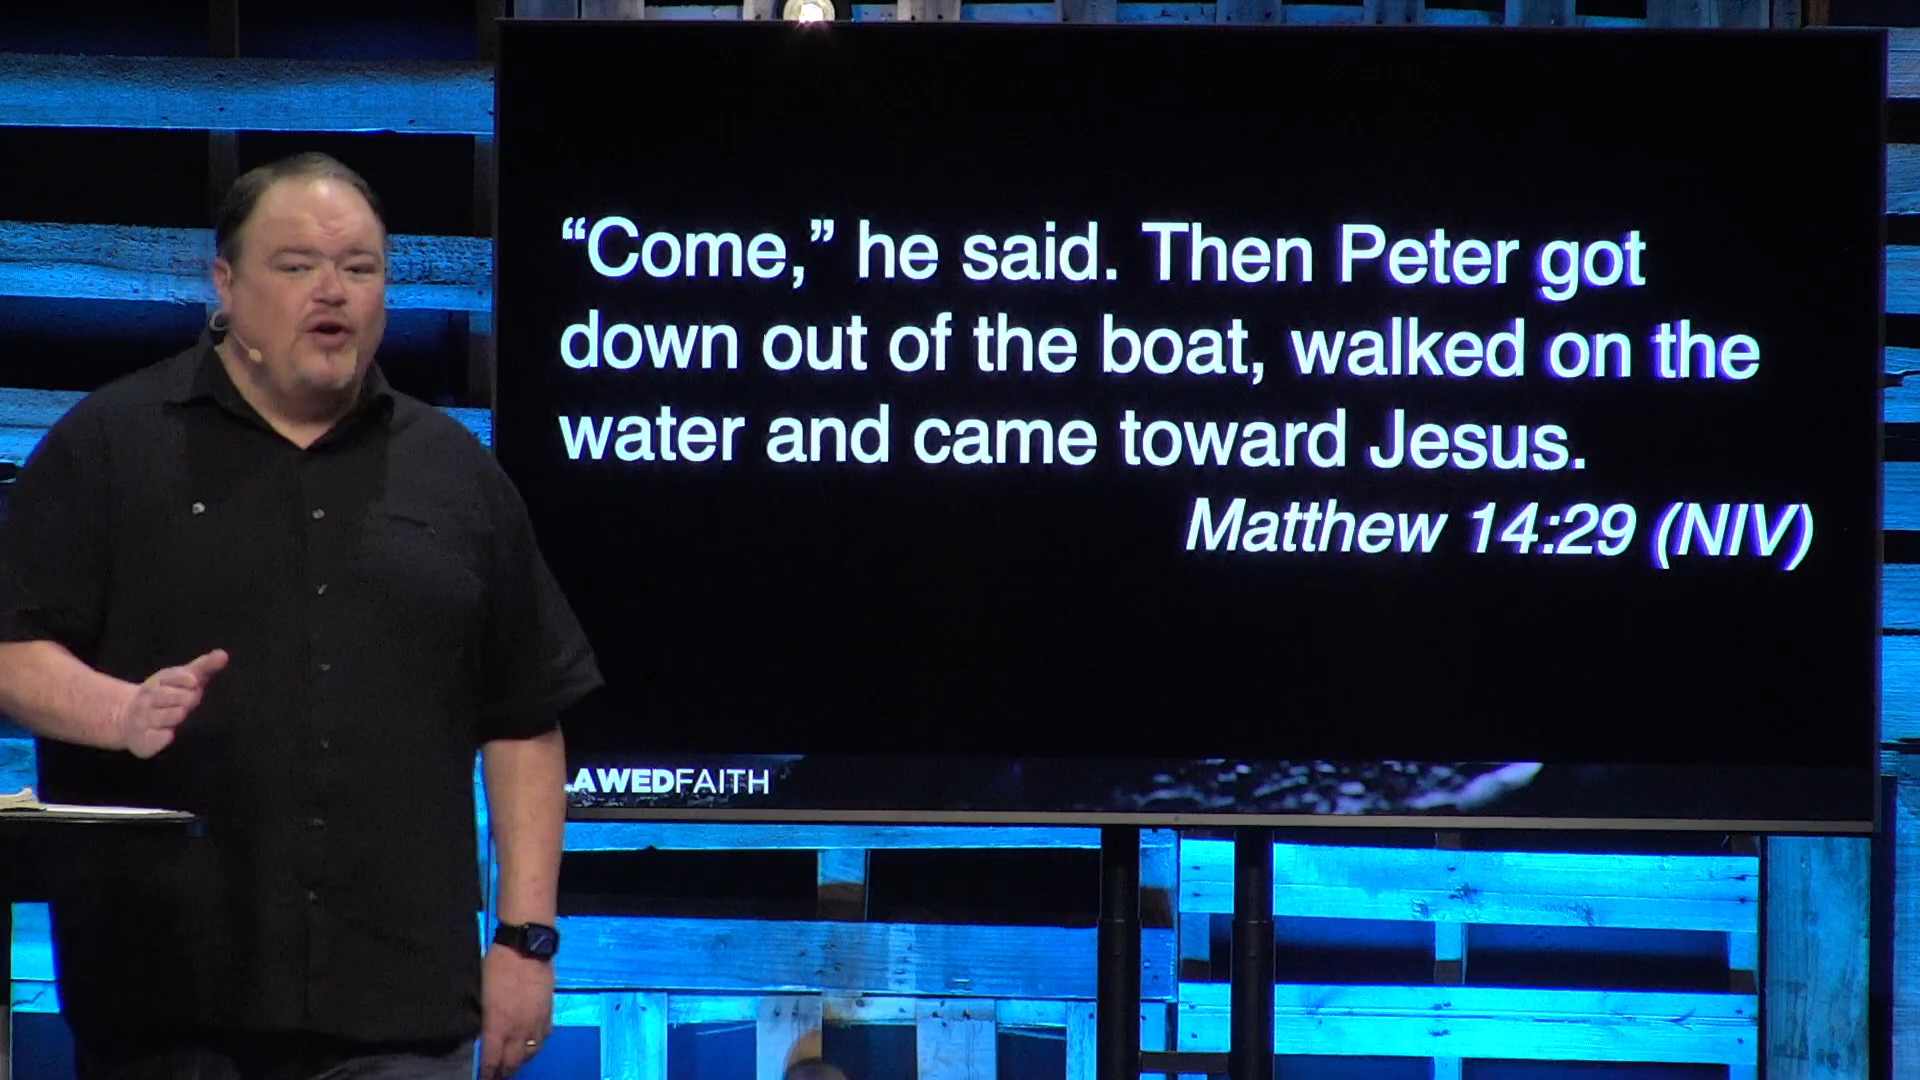 “Come,” he said. Then Peter got
down out of the boat, walked on the
water and came toward Jesus.
Matthew 14:29 (NIV)
AWEDFAITH